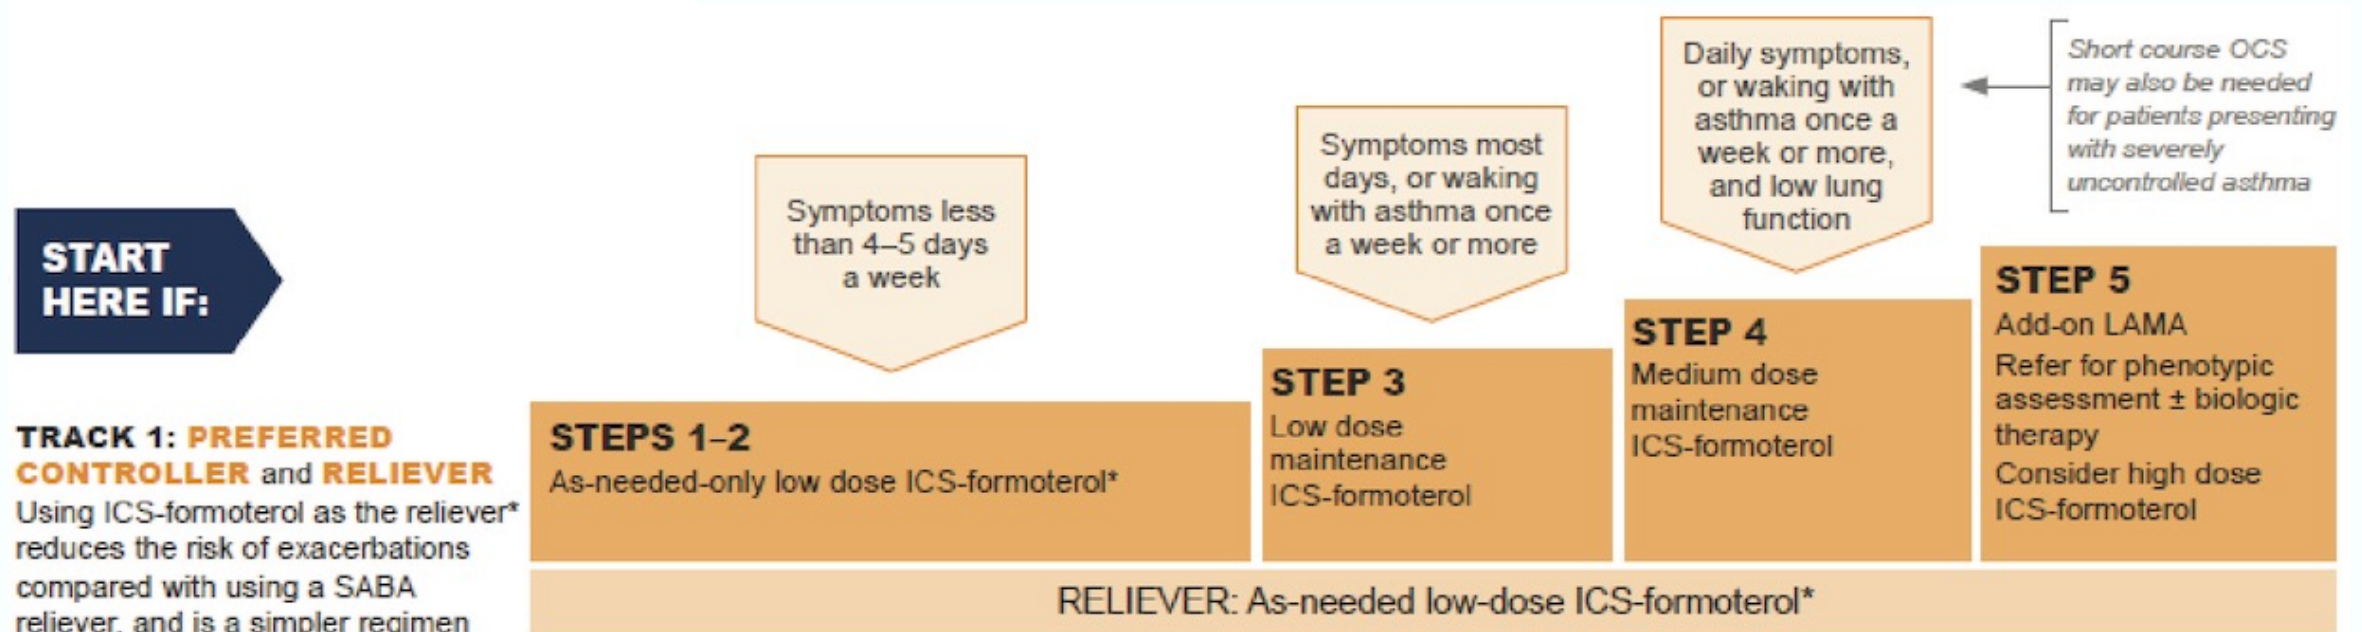 START
HERE IF:
Symptoms less
than 4–5 days
a week
Symptoms most
days, or waking
with asthma once
a week or more
Daily symptoms,
or waking with
asthma once a
week or more,
and low lung
function
Short course OCS
may also be needed
for patients presenting
with severely
uncontrolled asthma
TRACK 1: PREFERRED
CONTROLLER and RELIEVER
Using ICS-formoterol as the reliever*
reduces the risk of exacerbations
compared with using a SABA
reliever, and is a simpler regimen
STEPS 1–2
As-needed-only low dose ICS-formoterol*
STEP 3
Low dose
maintenance
ICS-formoterol
STEP 4
Medium dose
maintenance
ICS-formoterol
STEP 5
Add-on LAMA
Refer for phenotypic
assessment ± biologic
therapy
Consider high dose
ICS-formoterol
RELIEVER: As-needed low-dose ICS-formoterol*